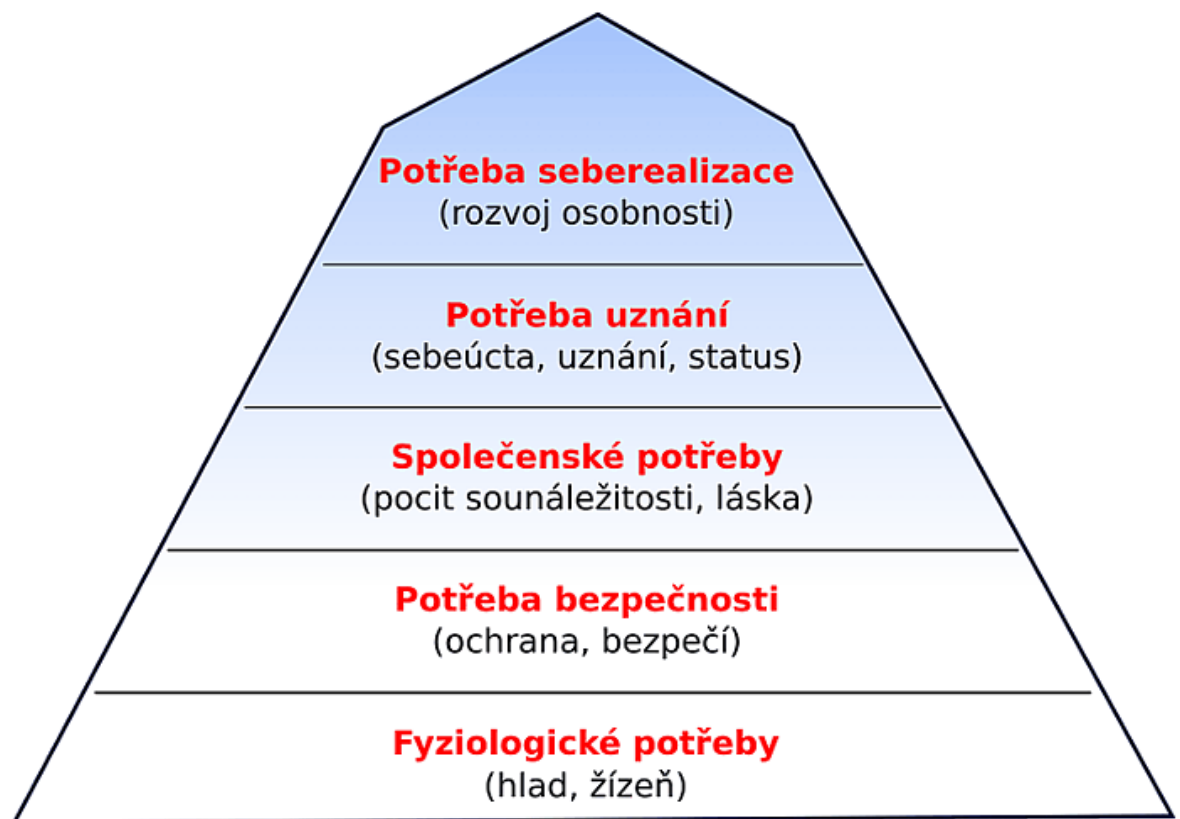 Potřeba seberealizace
(rozvoj osobnosti)
Potřeba uznání
(sebeúcta, uznání, status)
Společenské potřeby
(pocit sounáležitosti, láska)
Potřeba bezpečnosti
(ochrana, bezpečí)
Fyziologické potřeby
(hlad, žízeň)